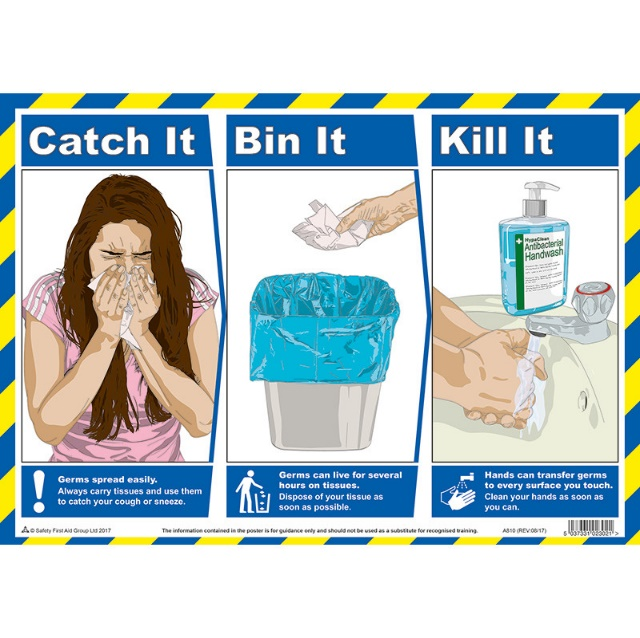 Catch It
Bin It
Kill It
HypaClean
Antibacterial
Handwash
Germs spread easily.
Always carry tissues and use them
to catch your cough or sneeze.
Germs can live for several
hours on tissues.
Dispose of your tissue as
soon as possible.
Hands can transfer germs
to every surface you touch.
Clean your hands as soon as
you can.
© Safety First Aid Group Ltd 2017
The information contained in the poster is for guidance only and should not be used as a substitute for recognised training.
A810 (REV:08/17)
5 037331 023021 >